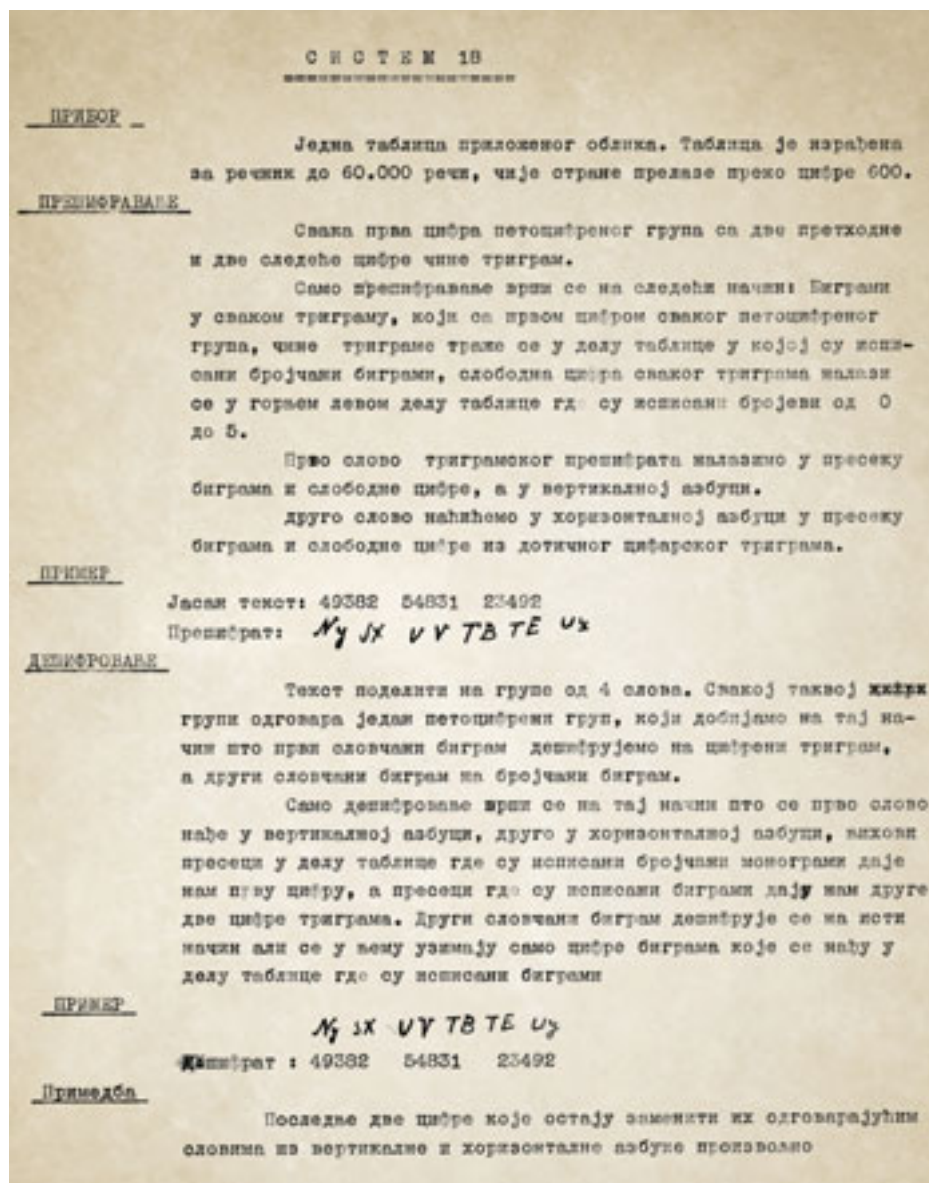 СИСТЕМ 18
ПРИБОР
Једна таблица приложеног облика. Таблица је израђена
за речник до 60.000 речи, чије стране прелазе преко цифре 600.
ПРЕШИФРАВАЊЕ
Свака прва цифра петоцифреног група са две претходне
и две следеће цифре чине триграм.
Само прешифравање врши се на следећи начин: Биграми
у сваком триграму, који са првом цифром сваког петоцифреног
група, чине триграме траже се у делу таблице у којој су испи-
сани бројчани биграми, слободна цифра сваког триграма налази
се у горњем левом делу таблице где су исписани бројеви од 0
до 5.
Прво слово триграмског прешифрата налазимо у пресеку
биграма и слободне цифре, а у вертикалној азбуци.
друго слово наћићемо у хоризонталној азбуци у пресеку
биграма и слободне цифре из дотичног цифарског триграма.
ПРИМЕР
Јасан текст: 49382 54831 23492
Прешифрат: Ny JX UV TB TE Ux
ДЕШИФРОВАЊЕ
Текст поделити на групе од 4 слова. Свакој таквој
групи одговара један петоцифрени груп, који добијамо на тај на-
чин што први словчани биграм дешифрујемо на цифрени триграм,
а други словчани биграм на бројчани биграм.
Само дешифровање врши се на тај начин што се прво слово
нађе у вертикалној азбуци, друго у хоризонталној азбуци, њихови
пресеци у делу таблице где су исписани бројчани монограми даје
нам прву цифру, а пресеци где су исписани биграми дају нам друге
две цифре триграма. Други словчани биграм дешифрује се на исти
начин али се у њему узимају само цифре биграма које се нађу у
делу таблице где су исписани биграми
ПРИМЕР
Ny JX UV TB TE Uy
Дешифрат : 49382 54831 23492
Примедба
Последње две цифре које остају заменити их одговарајућим
словима из вертикалне и хоризонталне азбуке произвољно